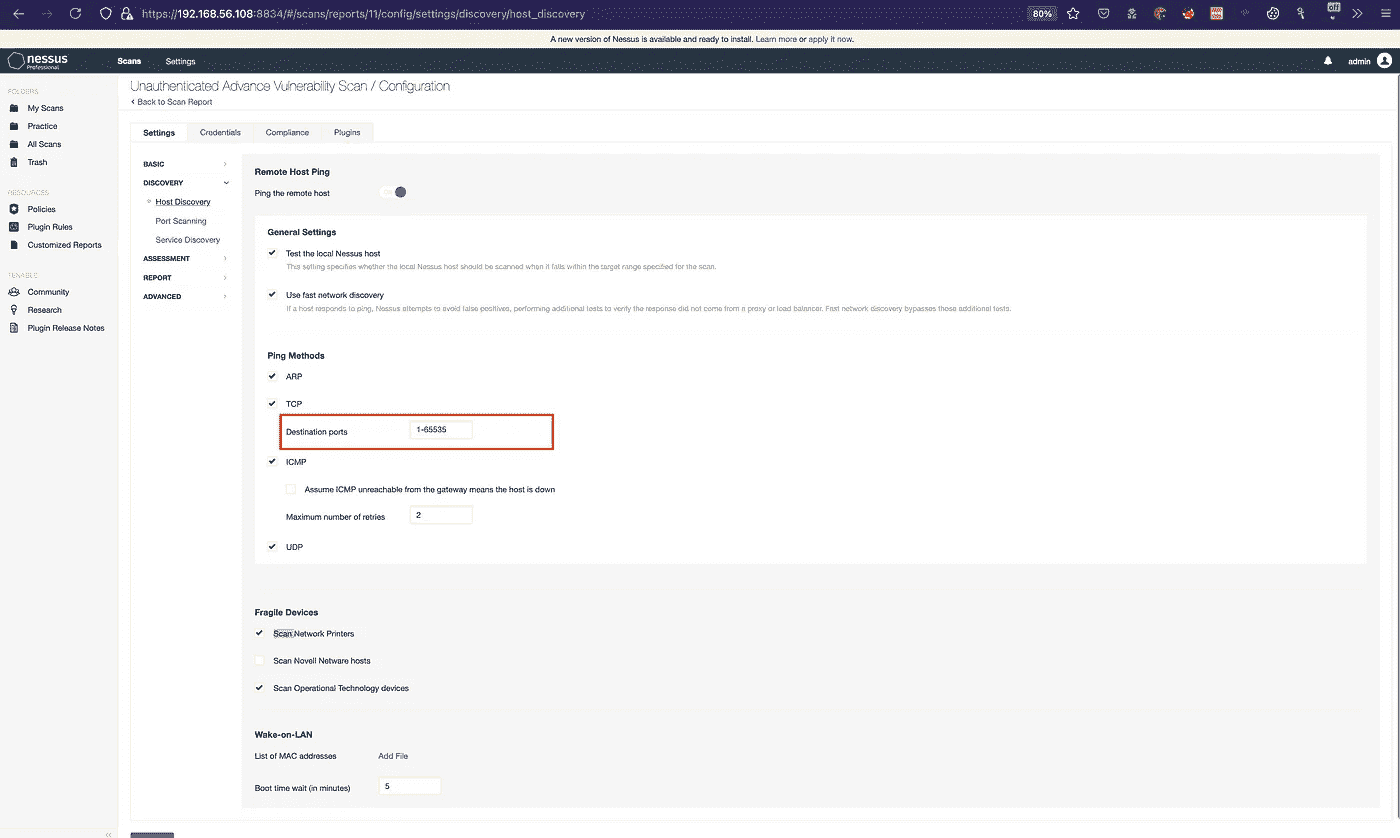 https://192.168.56.108:8834/#/scans/reports/11/config/settings/discovery/host_discovery
80%
off
A new version of Nessus is available and ready to install. Learn more or apply it now.
nessus
Professional
Scans
Settings
admin
Unauthenticated Advance Vulnerability Scan / Configuration
Back to Scan Report
FOLDERS
My Scans
Practice
All Scans
Trash
RESOURCES
Policies
Plugin Rules
Customized Reports
TENABLE
Community
Research
Plugin Release Notes
Settings
Credentials
Compliance
Plugins
BASIC
DISCOVERY
Host Discovery
Port Scanning
Service Discovery
ASSESSMENT
REPORT
ADVANCED
Remote Host Ping
Ping the remote host
General Settings
Test the local Nessus host
This setting specifies whether the local Nessus host should be scanned when it falls within the target range specified for the scan.
Use fast network discovery
If a host responds to ping, Nessus attempts to avoid false positives, performing additional tests to verify the response did not come from a proxy or load balancer. Fast network discovery bypasses those additional tests.
Ping Methods
ARP
TCP
Destination ports 1-65535
ICMP
Assume ICMP unreachable from the gateway means the host is down
Maximum number of retries 2
UDP
Fragile Devices
Scan Network Printers
Scan Novell Netware hosts
Scan Operational Technology devices
Wake-on-LAN
List of MAC addresses Add File
Boot time wait (in minutes) 5